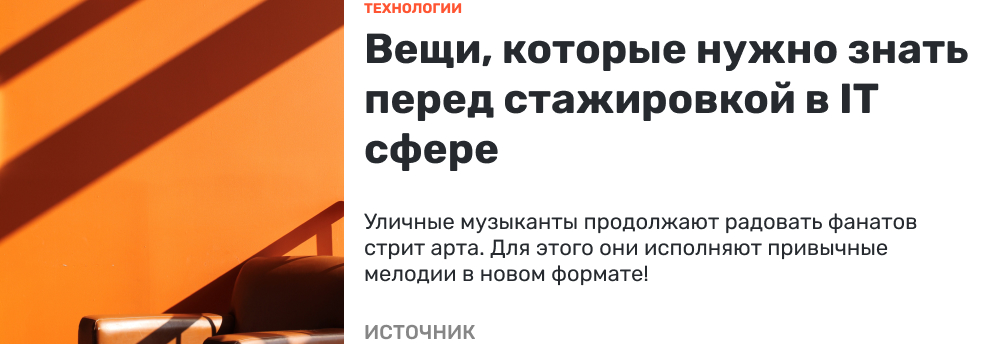 ТЕХНОЛОГИИ
Вещи, которые нужно знать
перед стажировкой в IT
сфере
Уличные музыканты продолжают радовать фанатов
стрит арта. Для этого они исполняют привычные
мелодии в новом формате!
ИСТОЧНИК